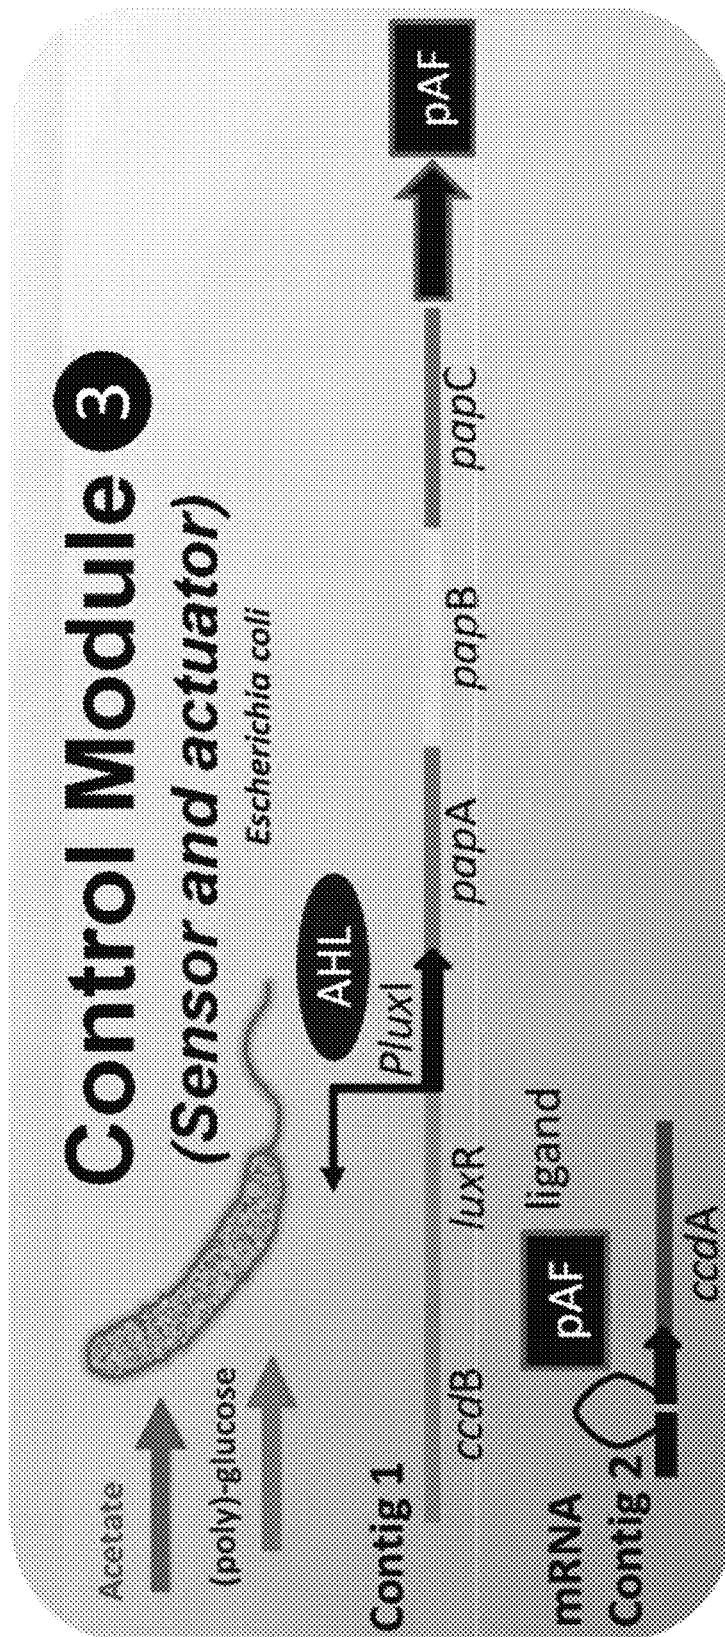 Control Module 3
(Sensor and actuator)
Escherichia coli
Acetate
(poly)-glucose
AHL
PluxI
pAF
Contig 1
ccdB
luxR
papA
papB
papC
mRNA
pAF
ligand
Contig 2
ccdA